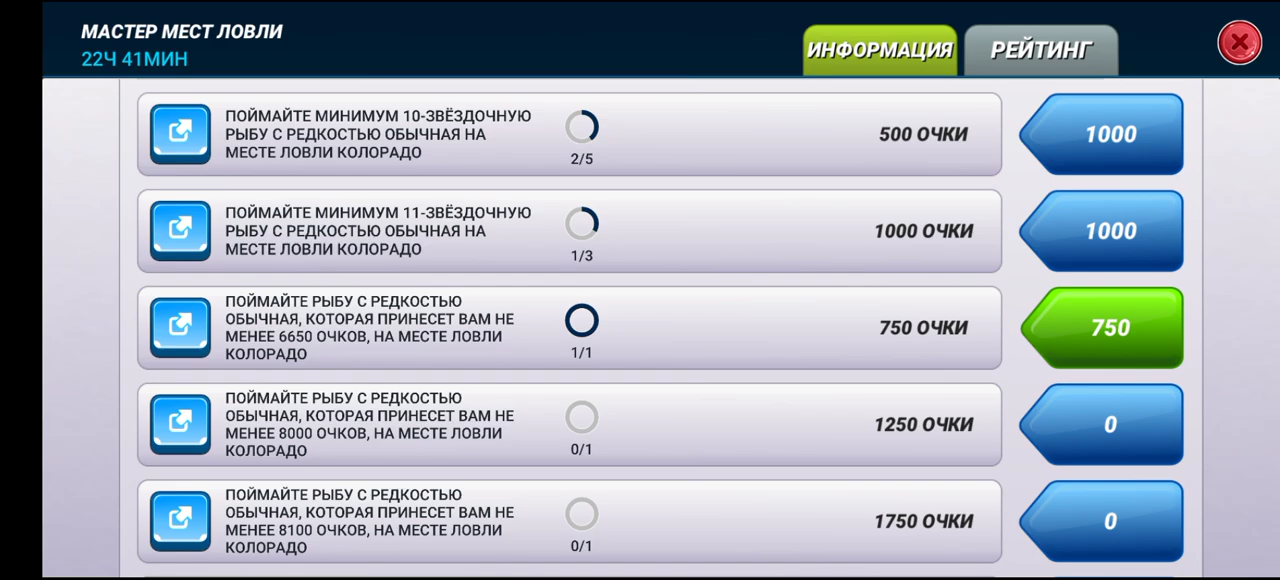 МАСТЕР МЕСТ ЛОВЛИ
22Ч 41МИН
ИНФОРМАЦИЯ
РЕЙТИНГ
ПОЙМАЙТЕ МИНИМУМ 10-ЗВЁЗДОЧНУЮ
РЫБУ С РЕДКОСТЬЮ ОБЫЧНАЯ НА
МЕСТЕ ЛОВЛИ КОЛОРАДО
2/5
500 ОЧКИ
1000
ПОЙМАЙТЕ МИНИМУМ 11-ЗВЁЗДОЧНУЮ
РЫБУ С РЕДКОСТЬЮ ОБЫЧНАЯ НА
МЕСТЕ ЛОВЛИ КОЛОРАДО
1/3
1000 ОЧКИ
1000
ПОЙМАЙТЕ РЫБУ С РЕДКОСТЬЮ
ОБЫЧНАЯ, КОТОРАЯ ПРИНЕСЕТ ВАМ НЕ
МЕНЕЕ 6650 ОЧКОВ, НА МЕСТЕ ЛОВЛИ
КОЛОРАДО
1/1
750 ОЧКИ
750
ПОЙМАЙТЕ РЫБУ С РЕДКОСТЬЮ
ОБЫЧНАЯ, КОТОРАЯ ПРИНЕСЕТ ВАМ НЕ
МЕНЕЕ 8000 ОЧКОВ, НА МЕСТЕ ЛОВЛИ
КОЛОРАДО
0/1
1250 ОЧКИ
0
ПОЙМАЙТЕ РЫБУ С РЕДКОСТЬЮ
ОБЫЧНАЯ, КОТОРАЯ ПРИНЕСЕТ ВАМ НЕ
МЕНЕЕ 8100 ОЧКОВ, НА МЕСТЕ ЛОВЛИ
КОЛОРАДО
0/1
1750 ОЧКИ
0